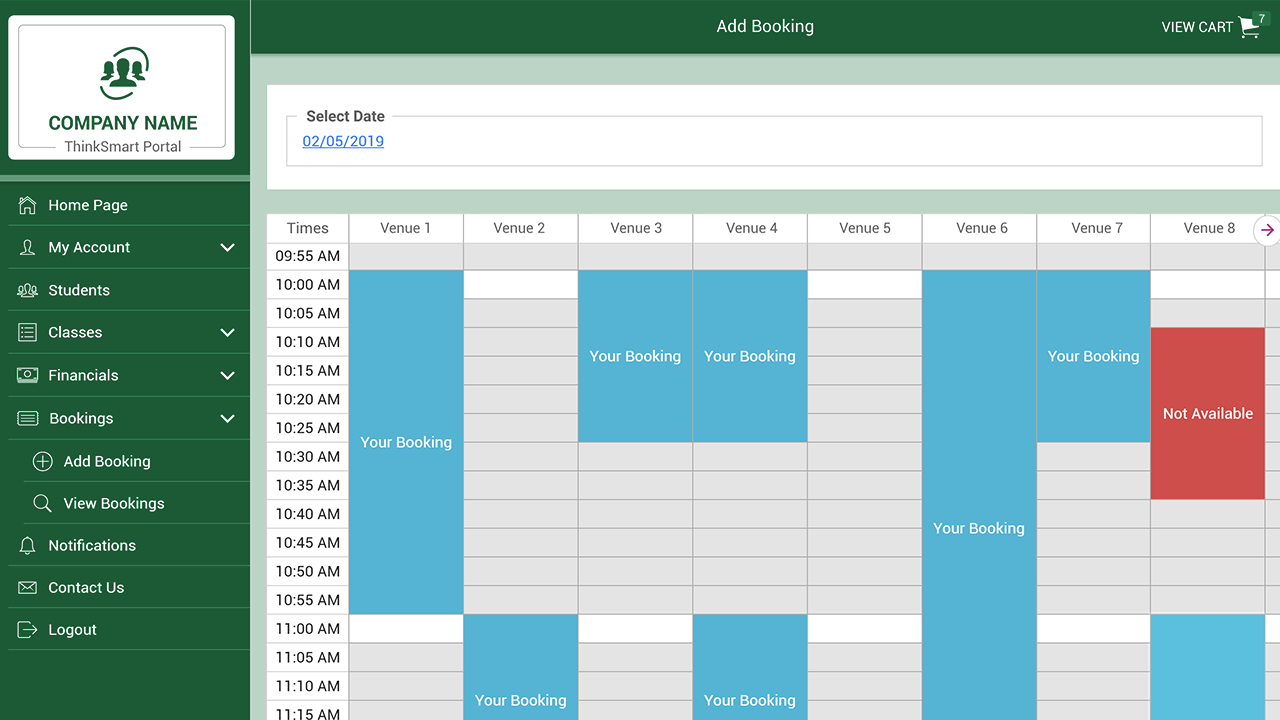 COMPANY NAME
ThinkSmart Portal
Home Page
My Account
Students
Classes
Financials
Bookings
Add Booking
View Bookings
Notifications
Contact Us
Logout
Add Booking
VIEW CART 7
Select Date
02/05/2019
Times Venue 1 Venue 2 Venue 3 Venue 4 Venue 5 Venue 6 Venue 7 Venue 8
09:55 AM
10:00 AM
10:05 AM
10:10 AM
10:15 AM Your Booking Your Booking Your Booking
10:20 AM
10:25 AM Not Available
10:30 AM Your Booking
10:35 AM
10:40 AM
10:45 AM Your Booking
10:50 AM
10:55 AM
11:00 AM
11:05 AM
11:10 AM Your Booking Your Booking
11:15 AM